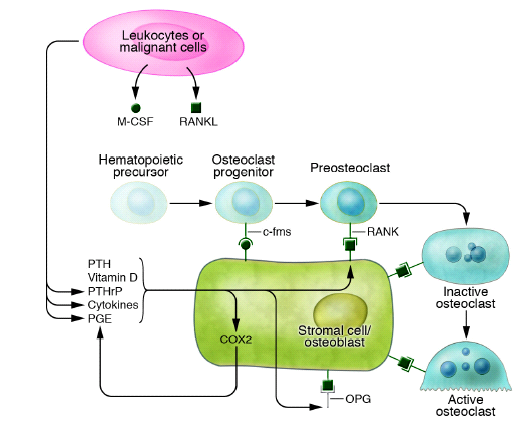 Leukocytes or
malignant cells
M-CSF
RANKL
Hematopoietic
precursor
Osteoclast
progenitor
Preosteoclast
c-fms
RANK
PTH
Vitamin D
PTHrP
Cytokines
PGE
COX2
Stromal cell/
osteoblast
Inactive
osteoclast
OPG
Active
osteoclast